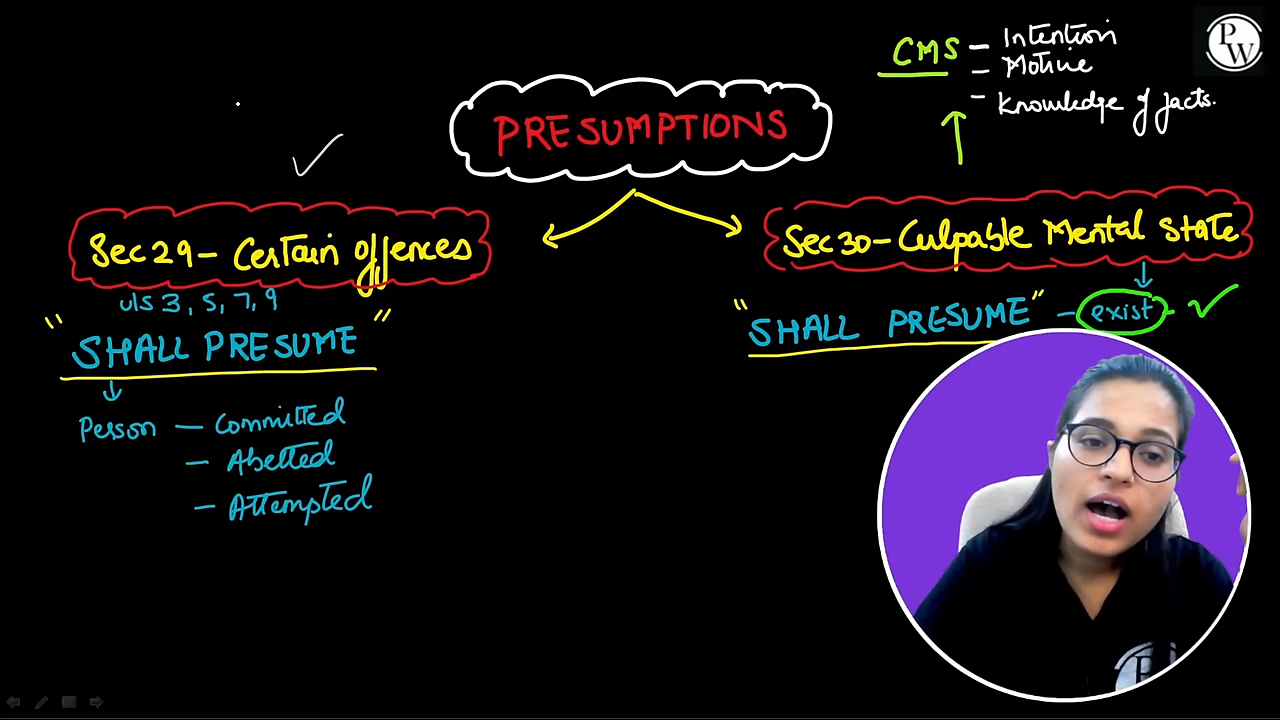 CMS – Intention
– Motive
– Knowledge of facts.
PW
PRESUMPTIONS
Sec 29 – Certain offences
Sec 30 – Culpable Mental State
u/s 3, 5, 7, 9
"SHALL PRESUME"
"SHALL PRESUME" – exist
Person – Committed
– Abetted
– Attempted
P